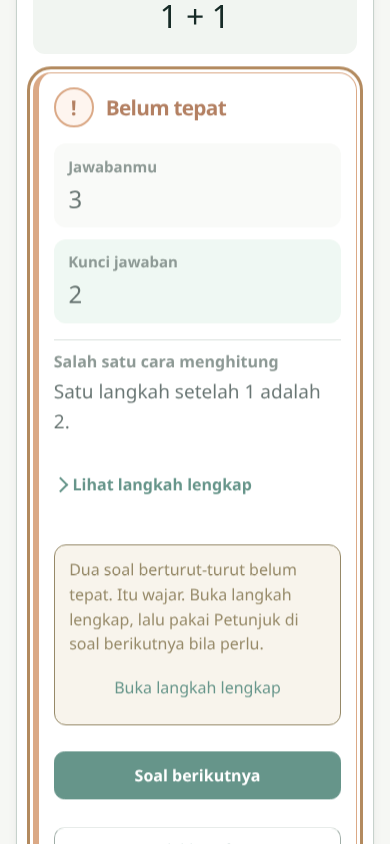 1 + 1
!
Belum tepat
Jawabanmu
3
Kunci jawaban
2
Salah satu cara menghitung
Satu langkah setelah 1 adalah
2.
Lihat langkah lengkap
Dua soal berturut-turut belum
tepat. Itu wajar. Buka langkah
lengkap, lalu pakai Petunjuk di
soal berikutnya bila perlu.
Buka langkah lengkap
Soal berikutnya